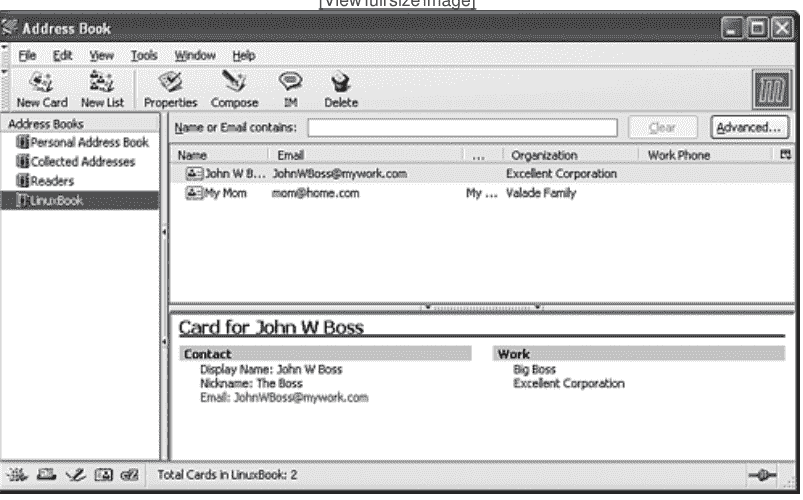 [View full size image]
Address Book
File Edit View Tools Window Help
New Card New List Properties Compose IM Delete
Address Books
Personal Address Book
Collected Addresses
Readers
LinuxBook
Name or Email contains: Clear Advanced...
Name Email ... Organization Work Phone
John W B... JohnWBoss@mywork.com Excellent Corporation
My Mom mom@home.com My ... Valade Family
Card for John W Boss
Contact Work
Display Name: John W Boss Big Boss
Nickname: The Boss Excellent Corporation
Email: JohnWBoss@mywork.com
Total Cards in LinuxBook: 2